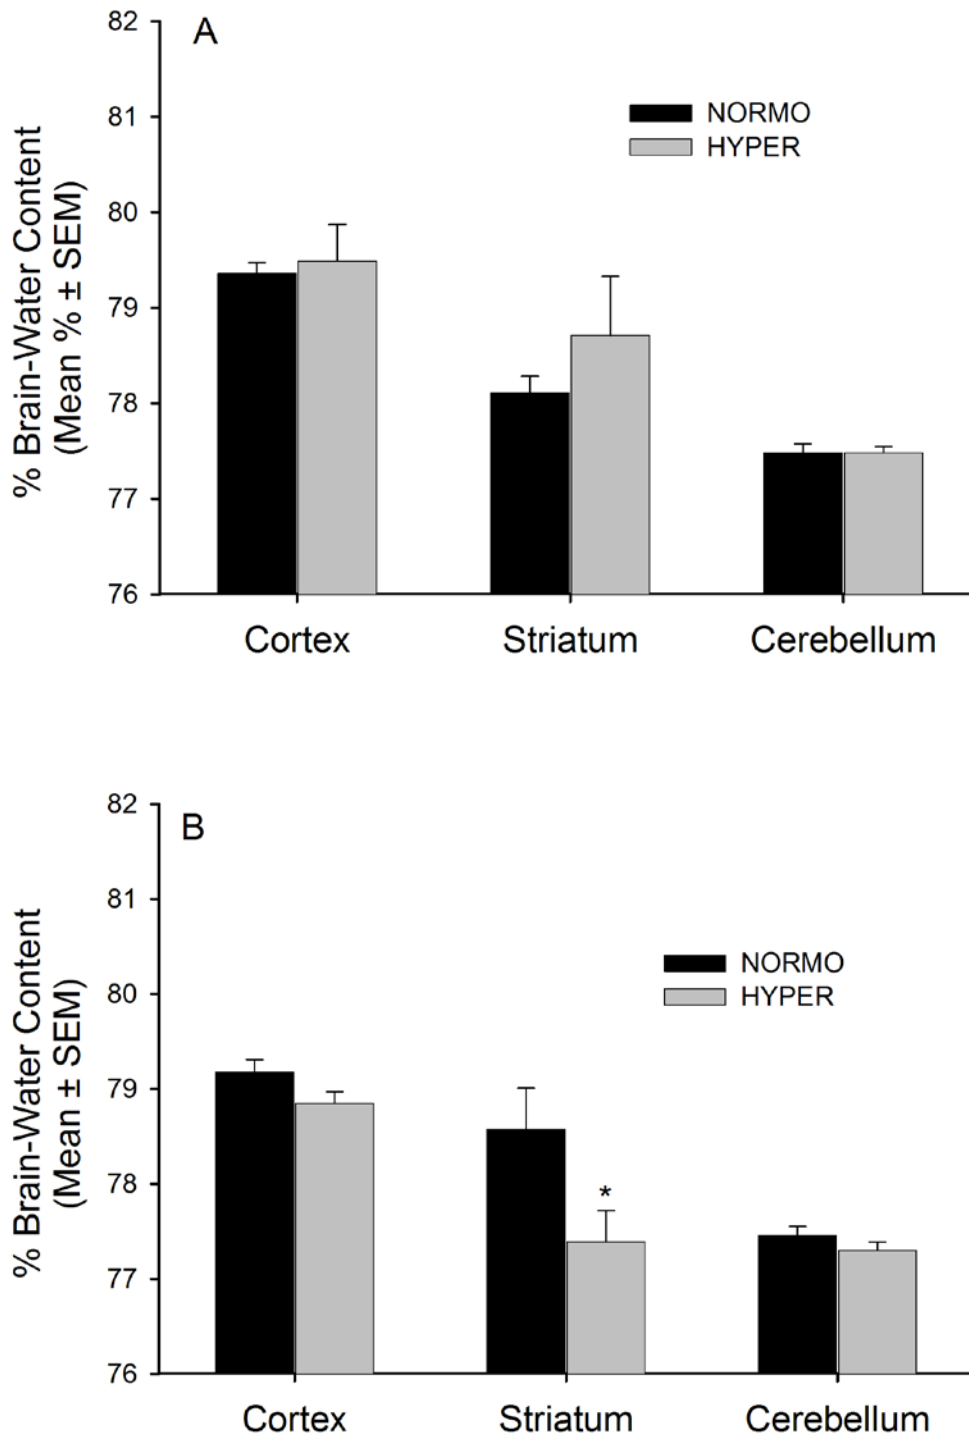 A
82
81
80
79
78
77
76
% Brain-Water Content
(Mean % ± SEM)
NORMO
HYPER
Cortex Striatum Cerebellum
B
82
81
80
79
78
77
76
% Brain-Water Content
(Mean ± SEM)
NORMO
HYPER
*
Cortex Striatum Cerebellum